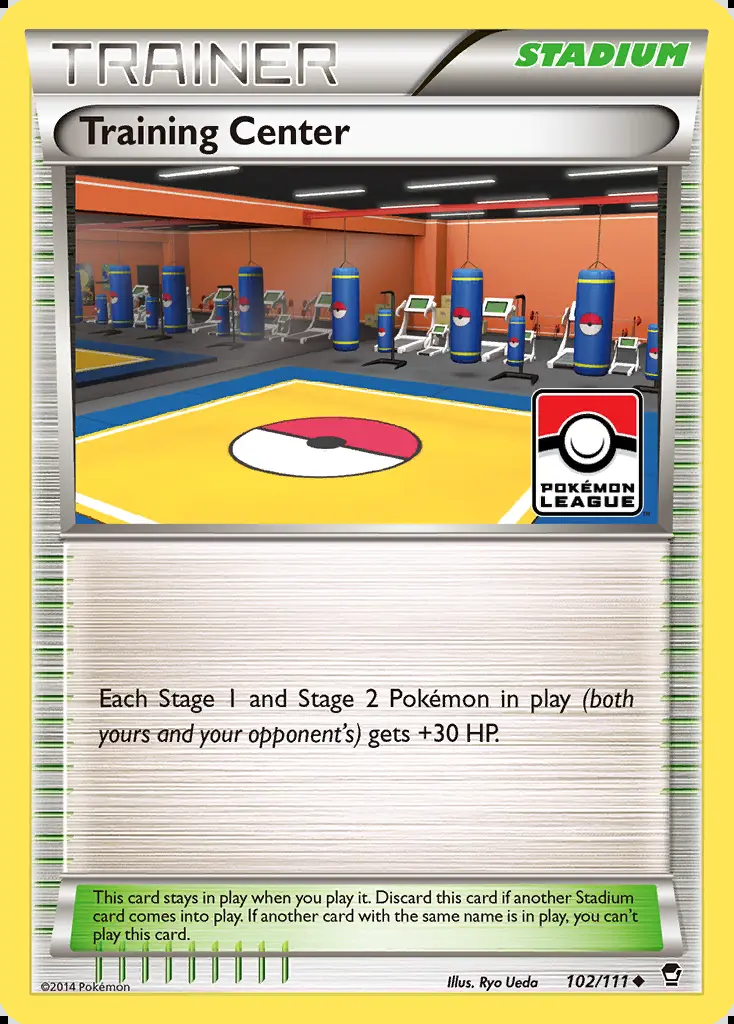 TRAINER
STADIUM
Training Center
POKÉMON
LEAGUE
Each Stage 1 and Stage 2 Pokémon in play (both
yours and your opponent's) gets +30 HP.
This card stays in play when you play it. Discard this card if another Stadium
card comes into play. If another card with the same name is in play, you can't
play this card.
©2014 Pokémon
Illus. Ryo Ueda
102/111